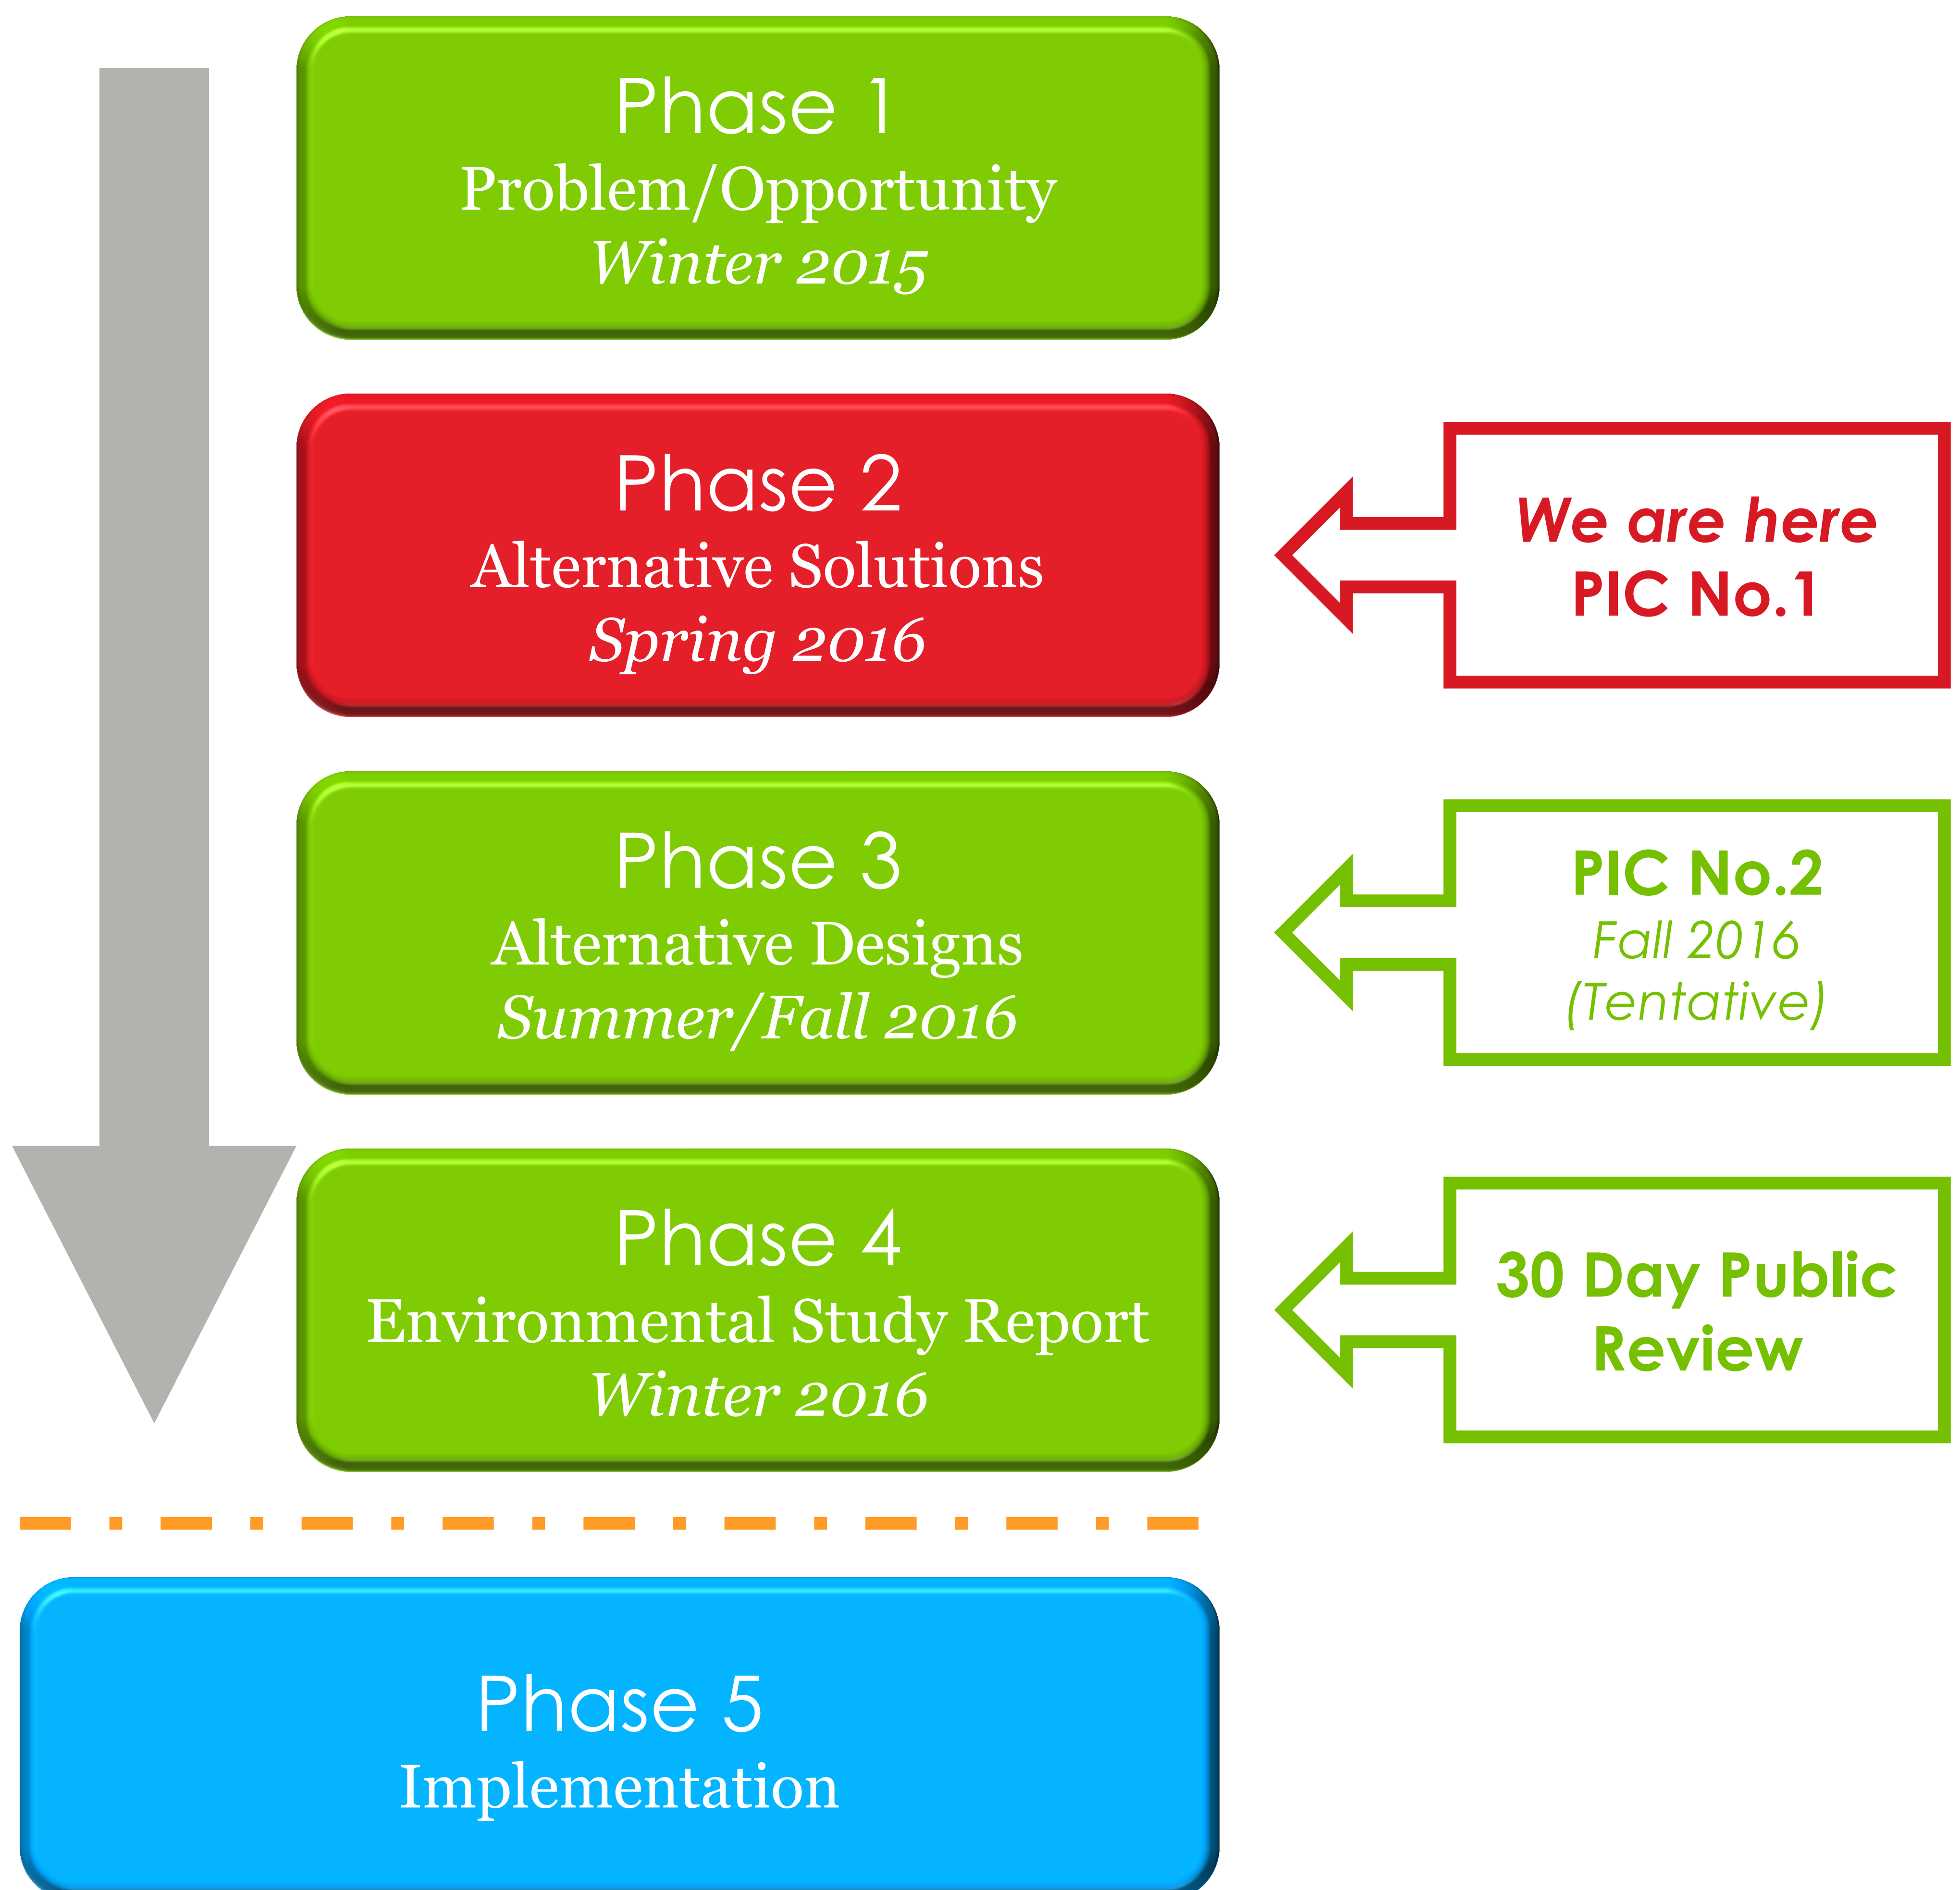 Phase 1
Problem/Opportunity
Winter 2015
Phase 2
Alternative Solutions
Spring 2016
We are here
PIC No.1
Phase 3
Alternative Designs
Summer/Fall 2016
PIC No.2
Fall 2016
(Tentative)
Phase 4
Environmental Study Report
Winter 2016
30 Day Public
Review
Phase 5
Implementation